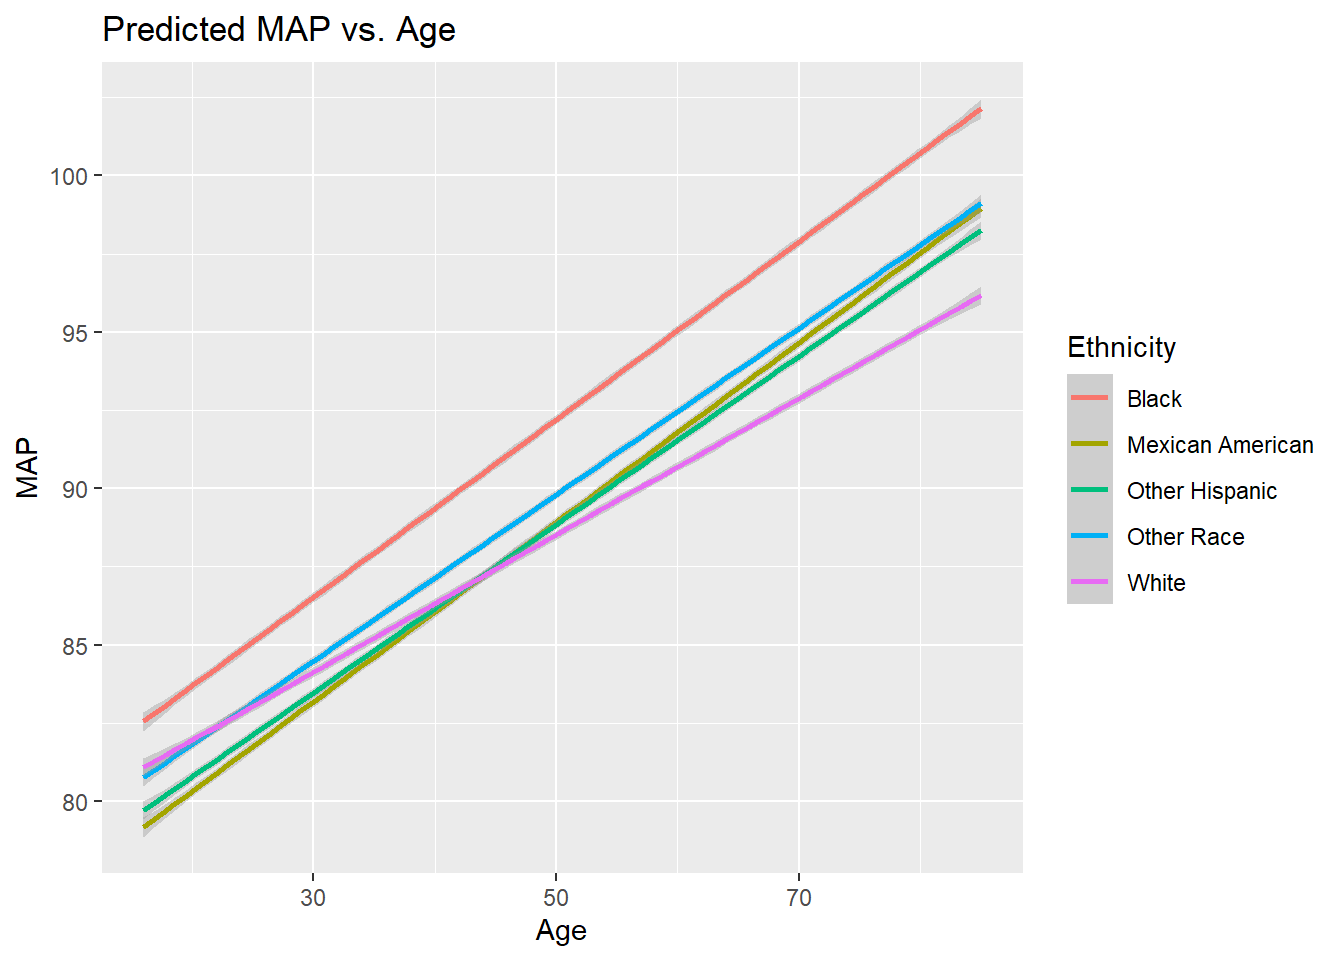 Predicted MAP vs. Age
100
95
90
85
80
MAP
30 50 70
Age
Ethnicity
Black
Mexican American
Other Hispanic
Other Race
White